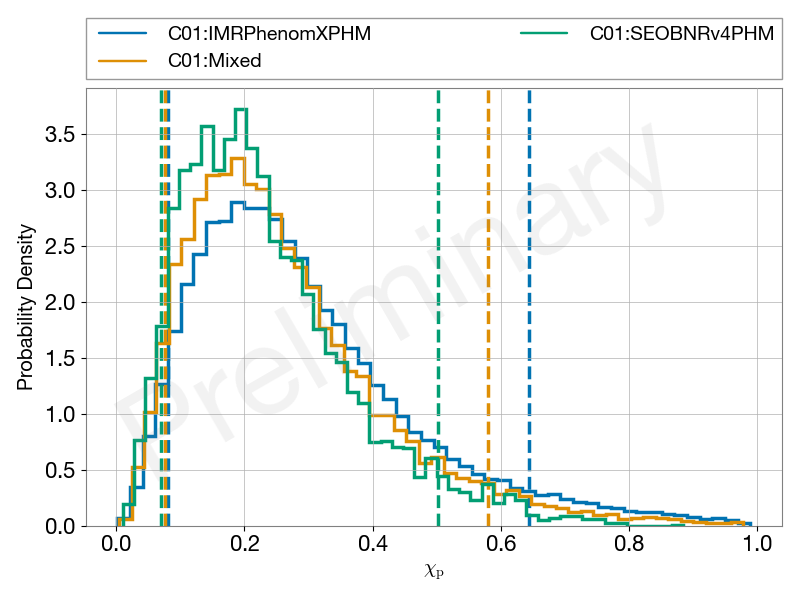 C01:IMRPhenomXPHM C01:SEOBNRv4PHM
C01:Mixed
Preliminary
Probability Density
3.5
3.0
2.5
2.0
1.5
1.0
0.5
0.0
0.0 0.2 0.4 0.6 0.8 1.0
χp